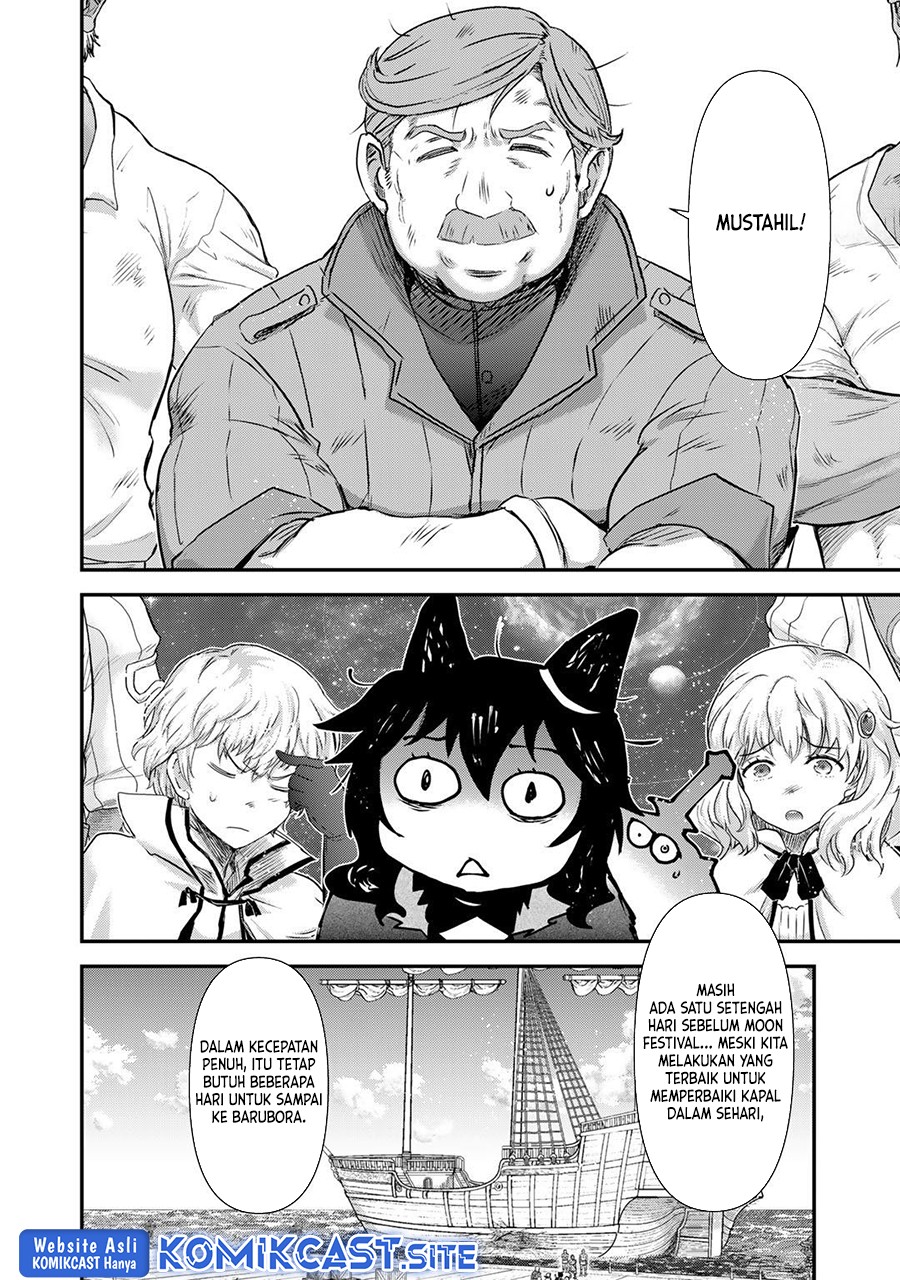 MUSTAHIL!
MASIH
ADA SATU SETENGAH
HARI SEBELUM MOON
FESTIVAL... MESKI KITA
MELAKUKAN YANG
TERBAIK UNTUK
MEMPERBAIKI KAPAL
DALAM SEHARI,
DALAM KECEPATAN
PENUH, ITU TETAP
BUTUH BEBERAPA
HARI UNTUK SAMPAI
KE BARUBORA.
Website Asli
KOMIKCAST Hanya
KOMIKCAST.SITE